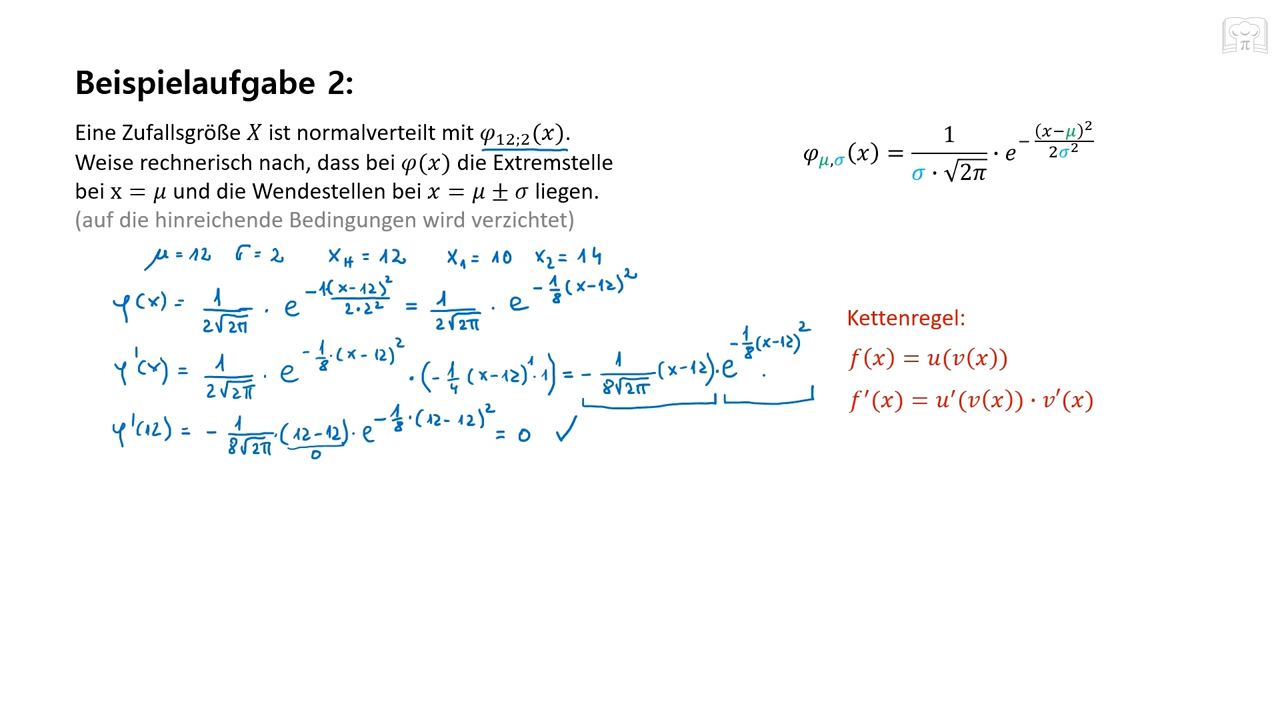 Beispielaufgabe 2:
Eine Zufallsgröße X ist normalverteilt mit φ₁₂;₂(x).
Weise rechnerisch nach, dass bei φ(x) die Extremstelle
bei x = μ und die Wendestellen bei x = μ ± σ liegen.
(auf die hinreichende Bedingungen wird verzichtet)
φ_μ,σ(x) = 1/(σ · √2π) · e^(−(x−μ)²/(2σ²))
μ = 12 σ = 2 x_H = 12 x₁ = 10 x₂ = 14
φ(x) = 1/(2√2π) · e^(−1(x−12)²/(2·2²)) = 1/(2√2π) · e^(−1/8(x−12)²)
φ'(x) = 1/(2√2π) · e^(−1/8·(x−12)²) · (−1/4(x−12)¹·1) = −1/(8√2π)(x−12)·e^(−1/8(x−12)²) .
φ'(12) = −1/(8√2π)·(12−12)·e^(−1/8·(12−12)²) = 0 ✓
0
Kettenregel:
f(x) = u(v(x))
f'(x) = u'(v(x)) · v'(x)
π